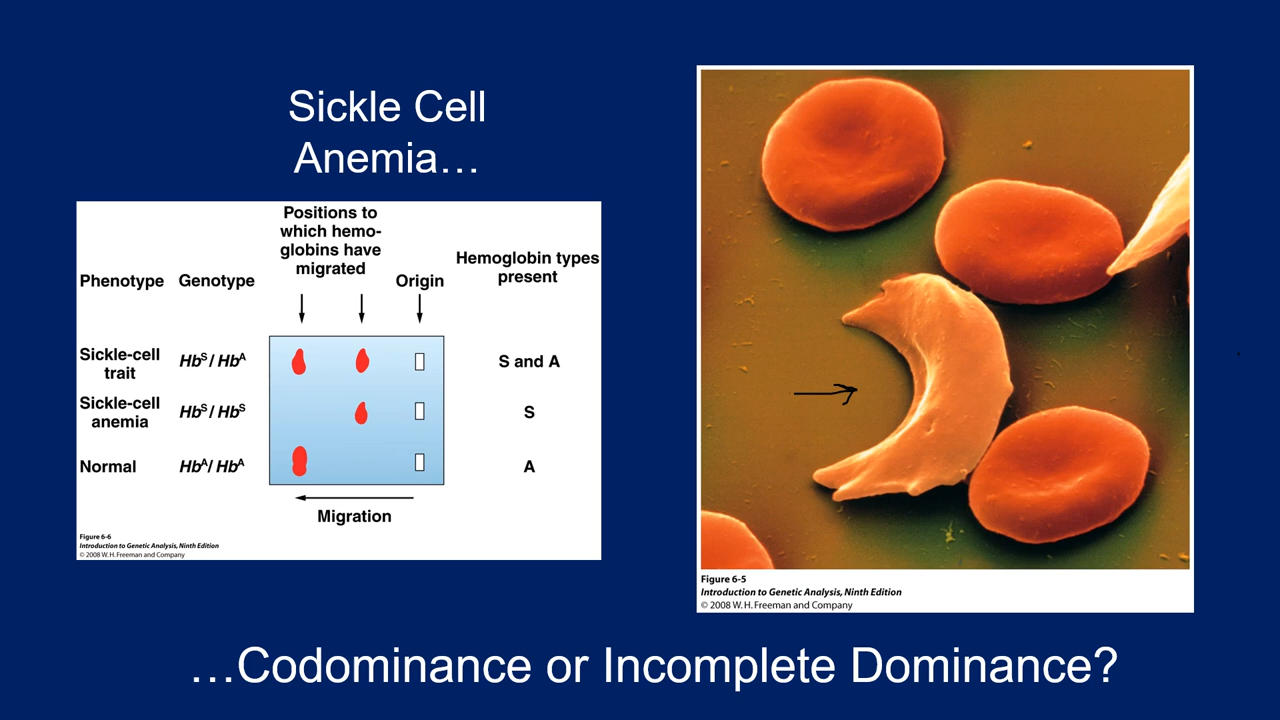 Sickle Cell
Anemia…
Positions to
which hemo-
globins have
migrated
Phenotype
Genotype
Origin
Hemoglobin types
present
Sickle-cell
trait
HbS/ HbA
S and A
Sickle-cell
anemia
HbS/ HbS
S
Normal
HbA/ HbA
A
Migration
Figure 6-6
Introduction to Genetic Analysis, Ninth Edition
© 2008 W. H. Freeman and Company
Figure 6-5
Introduction to Genetic Analysis, Ninth Edition
© 2008 W. H. Freeman and Company
…Codominance or Incomplete Dominance?